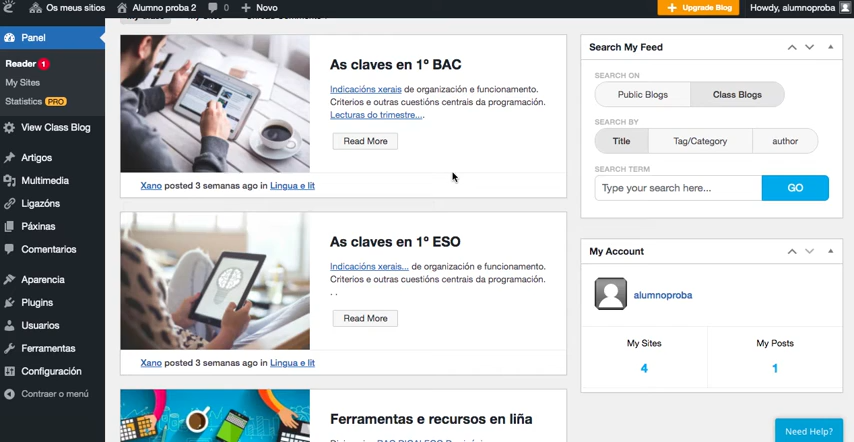 Os meus sitios
Alumno proba 2
0
Novo
Upgrade Blog
Howdy, alumnoproba
Panel
Reader 1
My Sites
Statistics PRO
View Class Blog
Artigos
Multimedia
Ligazóns
Páxinas
Comentarios
Aparencia
Plugins
Usuarios
Ferramentas
Configuración
Contraer o menú
As claves en 1º BAC
Indicacións xerais de organización e funcionamento.
Criterios e outras cuestións centrais da programación.
Lecturas do trimestre....
Read More
Xano posted 3 semanas ago in Lingua e lit
As claves en 1º ESO
Indicacións xerais... de organización e funcionamento.
Criterios e outras cuestións centrais da programación.
. .
Read More
Xano posted 3 semanas ago in Lingua e lit
Ferramentas e recursos en liña
Search My Feed
SEARCH ON
Public Blogs
Class Blogs
SEARCH BY
Title
Tag/Category
author
SEARCH TERM
Type your search here...
GO
My Account
alumnoproba
My Sites
My Posts
4
1
Need Help?